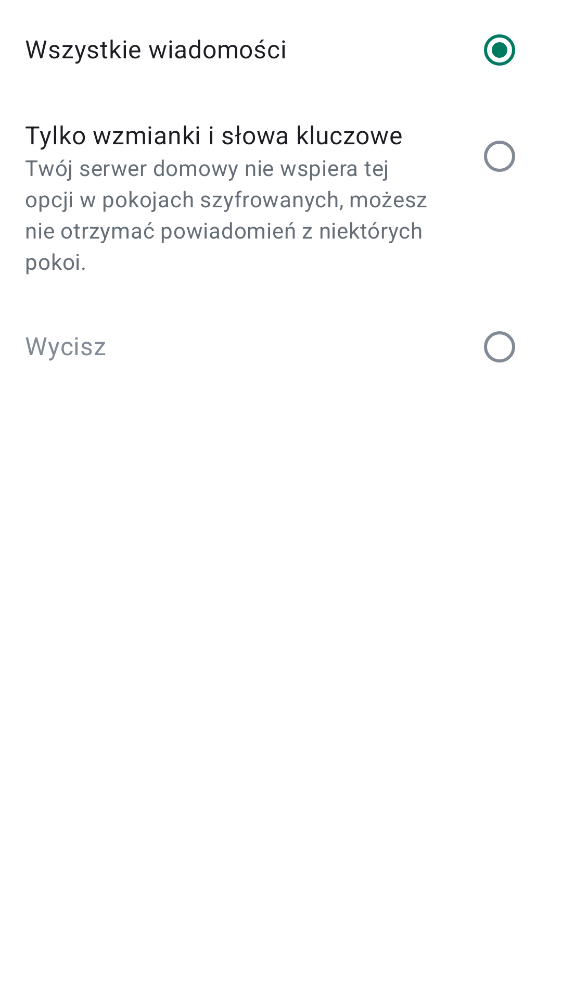 Wszystkie wiadomości
Tylko wzmianki i słowa kluczowe
Twój serwer domowy nie wspiera tej
opcji w pokojach szyfrowanych, możesz
nie otrzymać powiadomień z niektórych
pokoi.
Wycisz